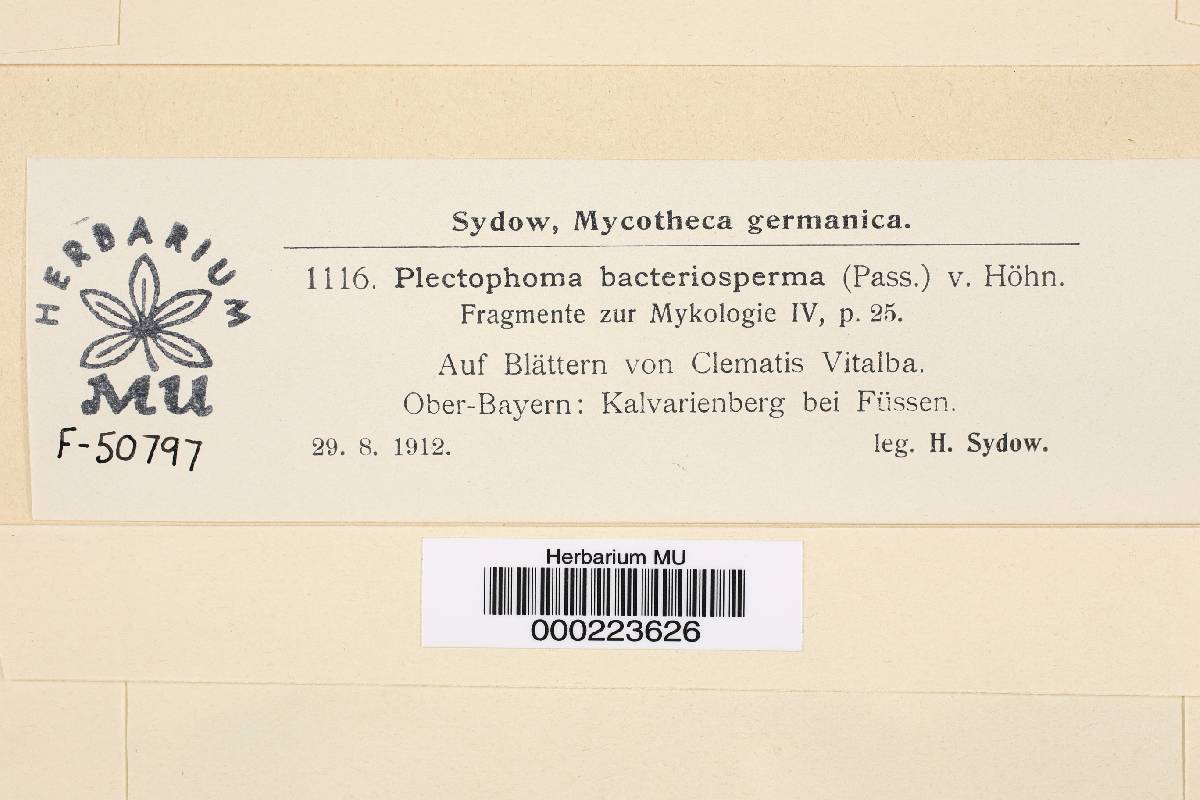 Sydow, Mycotheca germanica.
1116. Plectophoma bacteriosperma (Pass.) v. Höhn.
Fragmente zur Mykologie IV, p. 25.
Auf Blättern von Clematis Vitalba.
Ober-Bayern: Kalvarienberg bei Füssen.
29. 8. 1912. leg. H. Sydow.
HERBARIUM
MU
F-50797
Herbarium MU
000223626